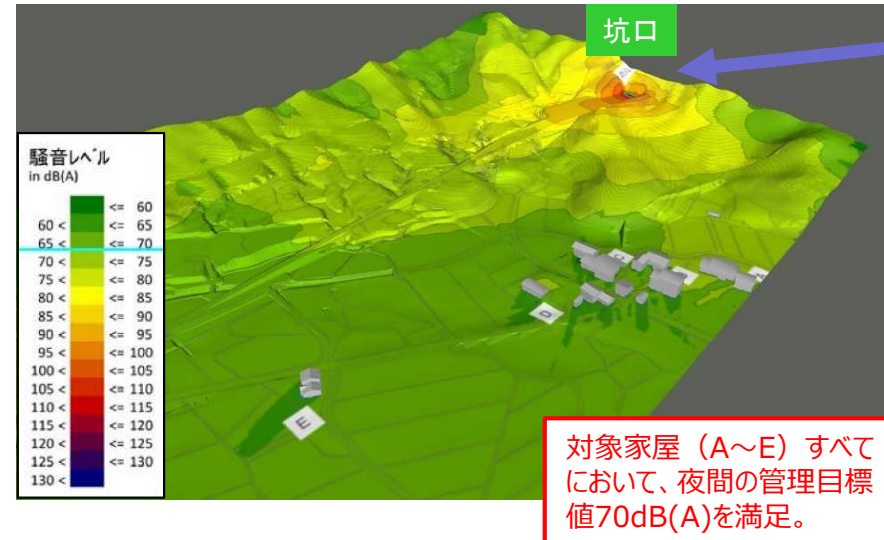 坑口
騒音レベル
in dB(A)
<= 60
60 < <= 65
65 < <= 70
70 < <= 75
75 < <= 80
80 < <= 85
85 < <= 90
90 < <= 95
95 < <= 100
100 < <= 105
105 < <= 110
110 < <= 115
115 < <= 120
120 < <= 125
125 < <= 130
130 <
C
A
D
E
対象家屋（A～E）すべて
において、夜間の管理目標
値70dB(A)を満足。